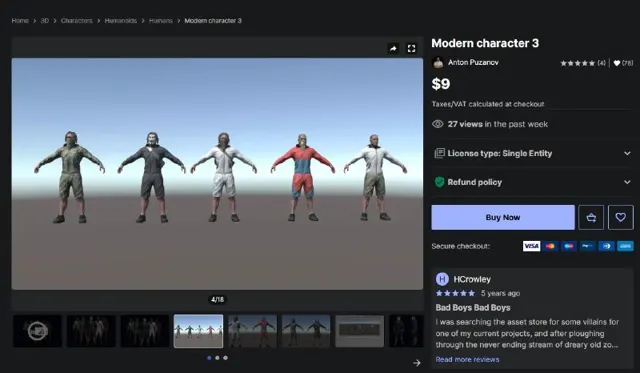 Home > 3D > Characters > Humanoids > Humans > Modern character 3
Modern character 3
Anton Puzanov
(4) | (78)
$9
Taxes/VAT calculated at checkout
27 views in the past week
License type: Single Entity
Refund policy
Buy Now
Secure checkout:
VISA
4/18
H HCrowley
5 years ago
Bad Boys Bad Boys
I was searching the asset store for some villains for
one of my current projects, and after ploughing
through the never ending stream of dreary old zo...
Read more reviews